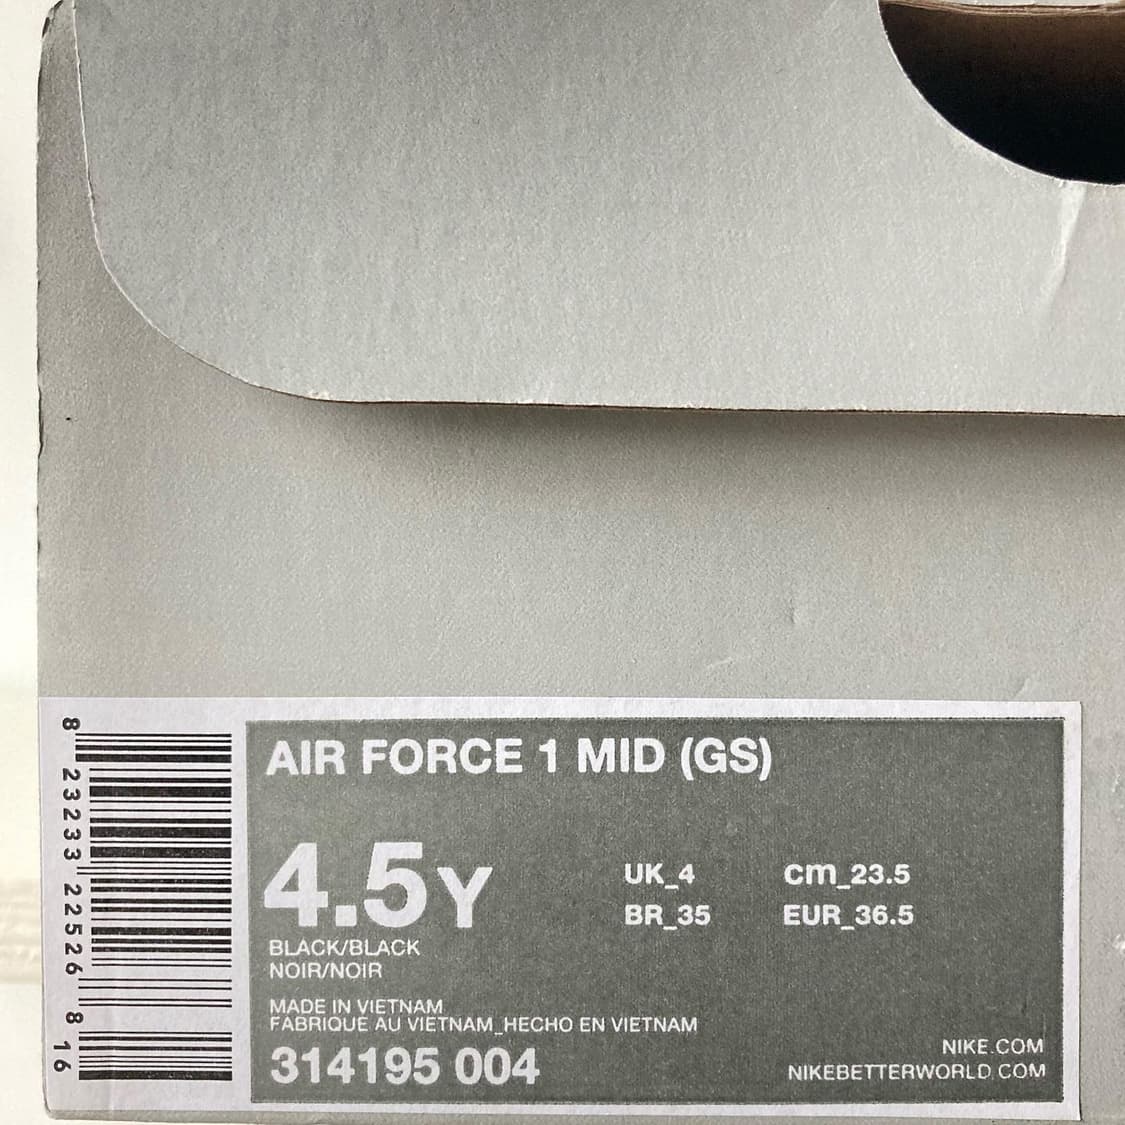 AIR FORCE 1 MID (GS)
4.5Y
UK_4 cm_23.5
BR_35 EUR_36.5
BLACK/BLACK
NOIR/NOIR
MADE IN VIETNAM
FABRIQUE AU VIETNAM_HECHO EN VIETNAM
314195 004
NIKE.COM
NIKEBETTERWORLD.COM
8 23233 22526 8 16